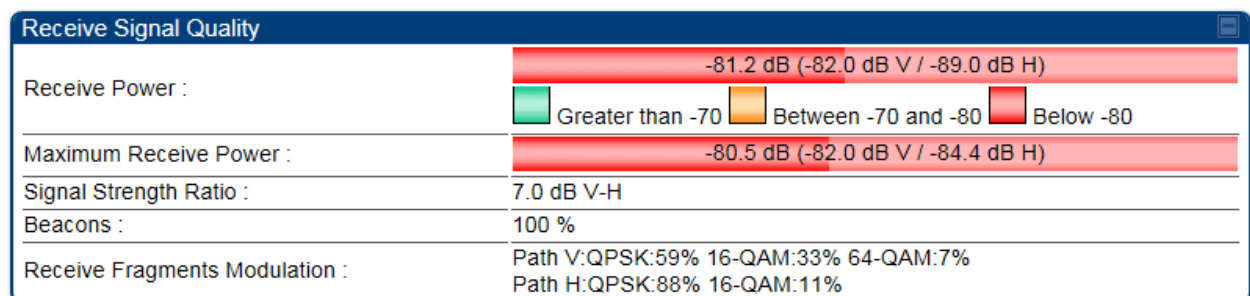 Receive Signal Quality
Receive Power :
-81.2 dB (-82.0 dB V / -89.0 dB H)
Greater than -70 Between -70 and -80 Below -80
Maximum Receive Power :
-80.5 dB (-82.0 dB V / -84.4 dB H)
Signal Strength Ratio :
7.0 dB V-H
Beacons :
100 %
Receive Fragments Modulation :
Path V:QPSK:59% 16-QAM:33% 64-QAM:7%
Path H:QPSK:88% 16-QAM:11%